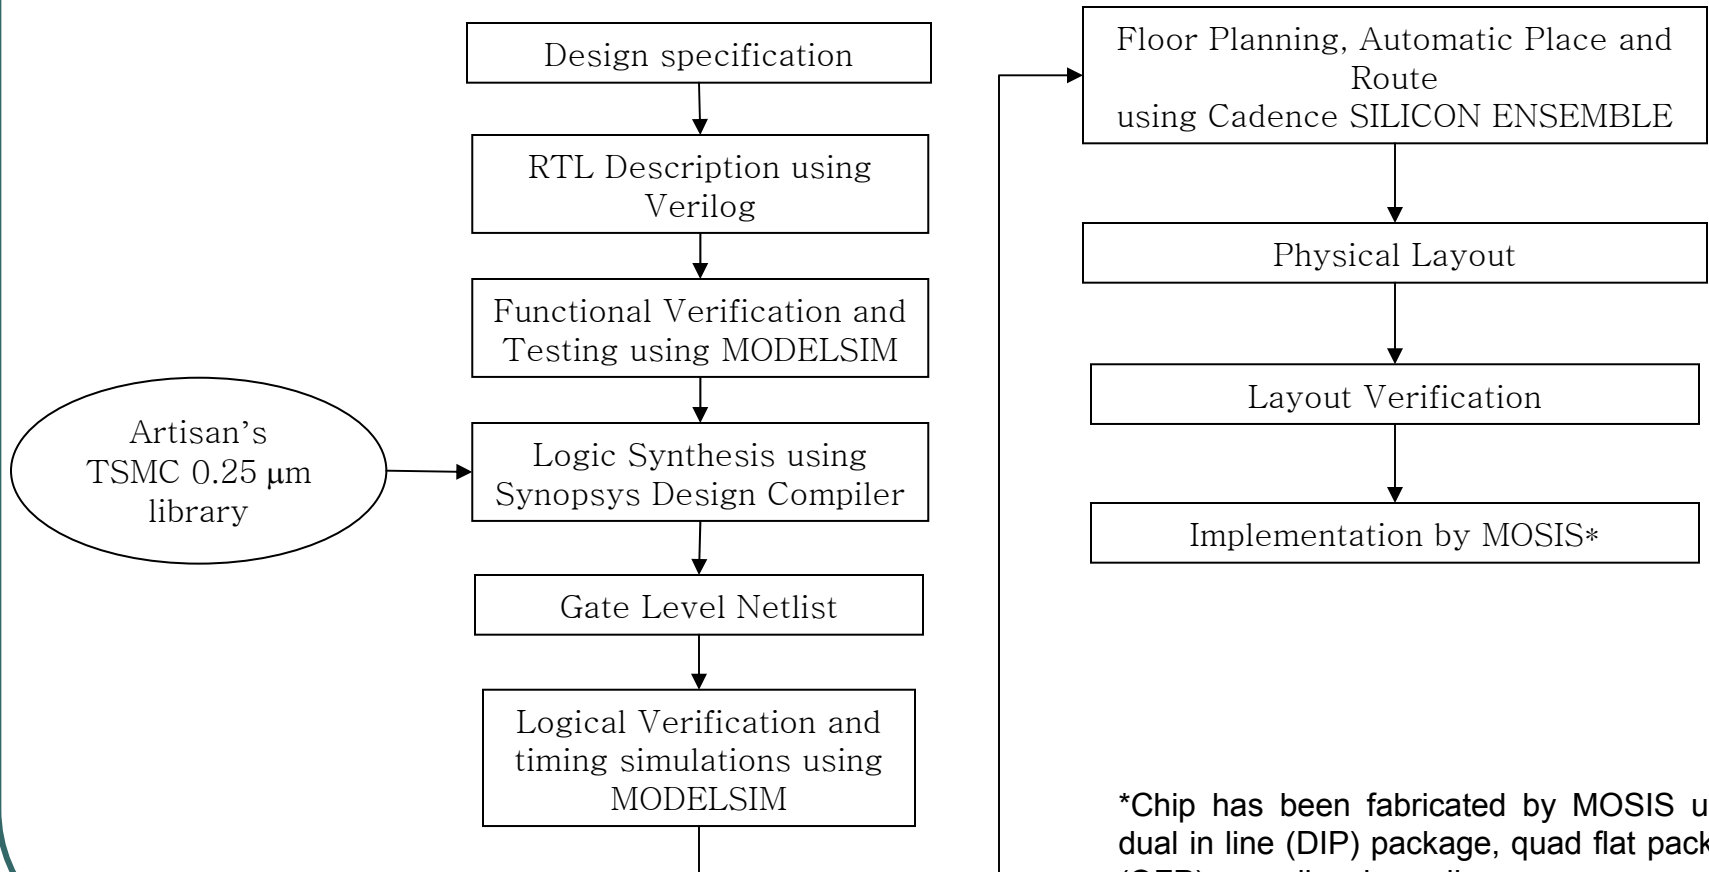 Design specification
RTL Description using
Verilog
Functional Verification and
Testing using MODELSIM
Artisan’s
TSMC 0.25 μm
library
Logic Synthesis using
Synopsys Design Compiler
Gate Level Netlist
Logical Verification and
timing simulations using
MODELSIM
Floor Planning, Automatic Place and
Route
using Cadence SILICON ENSEMBLE
Physical Layout
Layout Verification
Implementation by MOSIS*
*Chip has been fabricated by MOSIS
dual in line (DIP) package, quad flat